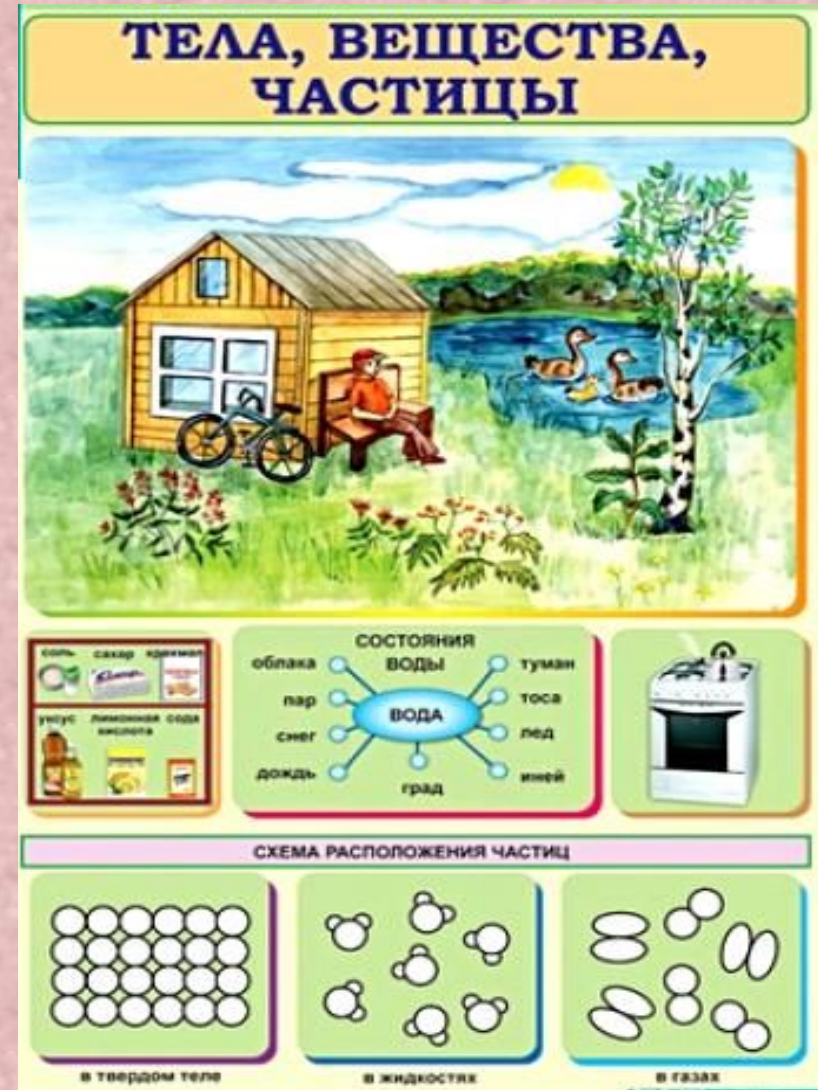 ТЕЛА, ВЕЩЕСТВА,
ЧАСТИЦЫ
соль сахар крахмал
уксус лимонная сода
кислота
СОСТОЯНИЯ
ВОДЫ
облака
туман
пар
тоса
ВОДА
снег
лед
дождь
иней
град
СХЕМА РАСПОЛОЖЕНИЯ ЧАСТИЦ
в твердом теле
в жидкостях
в газах